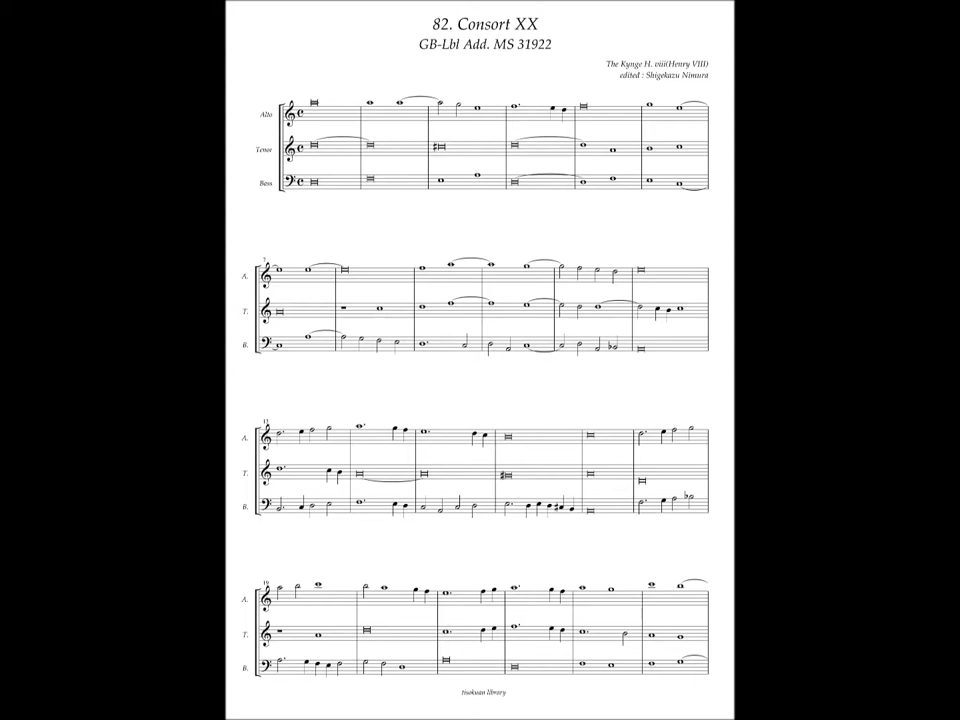 82. Consort XX
GB-Lbl Add. MS 31922
The Kynge H. viii(Henry VIII)
edited : Shigekazu Nimura
Alto
Tenor
Bass
7
A.
T.
B.
13
A.
T.
B.
19
A.
T.
B.
tisokuan library